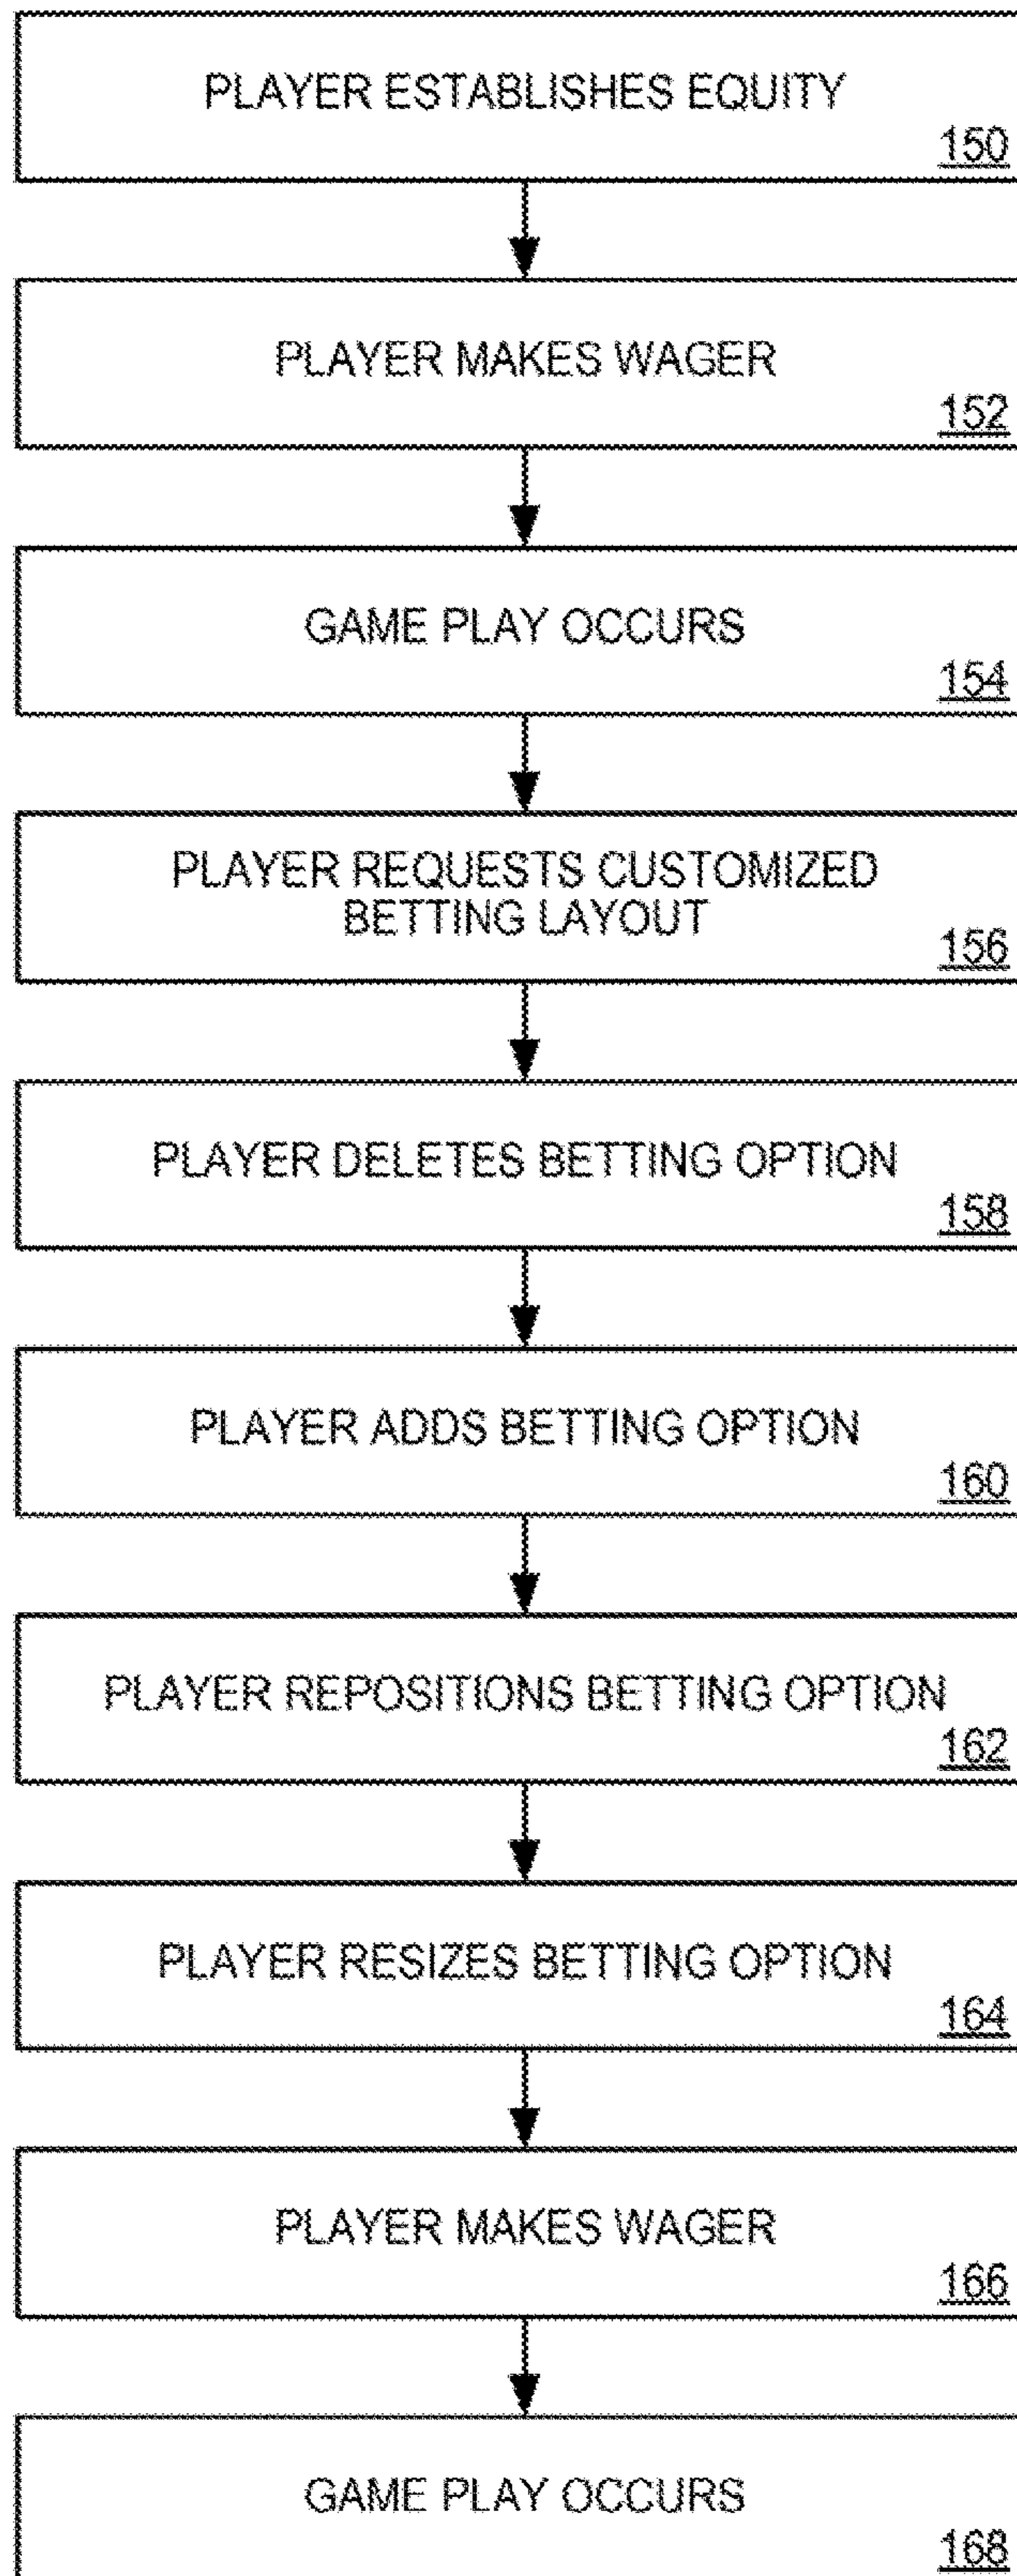 PLAYER ESTABLISHES EQUITY
150
PLAYER MAKES WAGER
152
GAME PLAY OCCURS
154
PLAYER REQUESTS CUSTOMIZED
BETTING LAYOUT
156
PLAYER DELETES BETTING OPTION
158
PLAYER ADDS BETTING OPTION
160
PLAYER REPOSITIONS BETTING OPTION
162
PLAYER RESIZES BETTING OPTION
164
PLAYER MAKES WAGER
166
GAME PLAY OCCURS
168